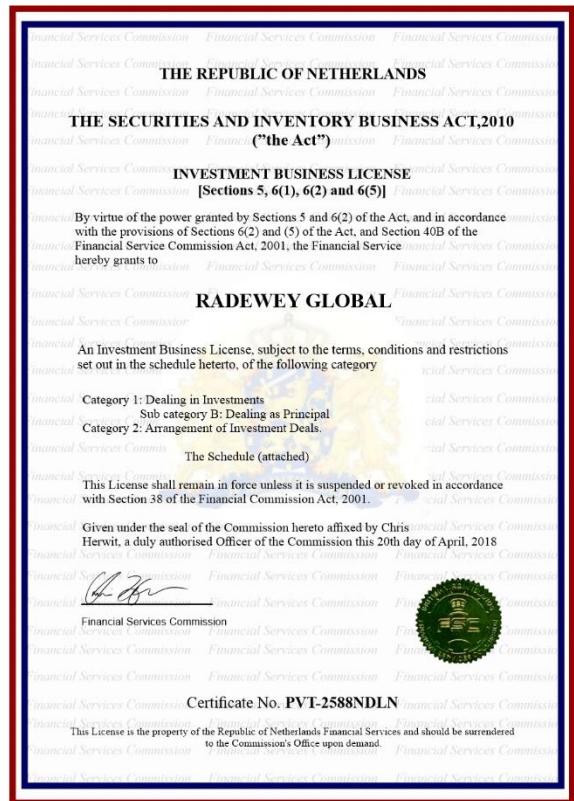 THE REPUBLIC OF NETHERLANDS
THE SECURITIES AND INVENTORY BUSINESS ACT,2010
("the Act")
INVESTMENT BUSINESS LICENSE
[Sections 5, 6(1), 6(2) and 6(5)]
By virtue of the power granted by Sections 5 and 6(2) of the Act, and in accordance
with the provisions of Sections 6(2) and (5) of the Act, and Section 40B of the
Financial Service Commission Act, 2001, the Financial Service
hereby grants to
RADEWEY GLOBAL
An Investment Business License, subject to the terms, conditions and restrictions
set out in the schedule heterto, of the following category
Category 1: Dealing in Investments
Sub category B: Dealing as Principal
Category 2: Arrangement of Investment Deals.
The Schedule (attached)
This License shall remain in force unless it is suspended or revoked in accordance
with Section 38 of the Financial Commission Act, 2001.
Given under the seal of the Commission hereto affixed by Chris
Herwit, a duly authorised Officer of the Commission this 20th day of April, 2018
Financial Services Commission
Certificate No. PVT-2588NDLN
This License is the property of the Republic of Netherlands Financial Services and should be surrendered
to the Commission's Office upon demand.